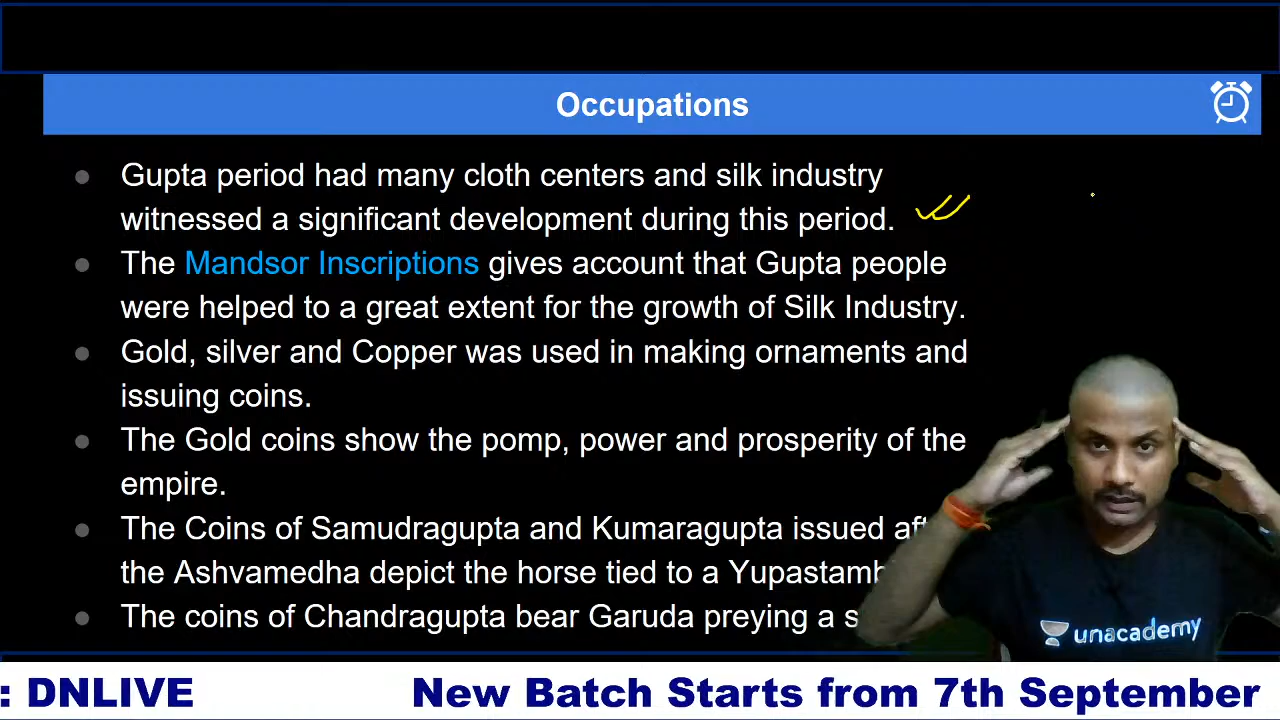 Occupations
Gupta period had many cloth centers and silk industry
witnessed a significant development during this period.
The Mandsor Inscriptions gives account that Gupta people
were helped to a great extent for the growth of Silk Industry.
Gold, silver and Copper was used in making ornaments and
issuing coins.
The Gold coins show the pomp, power and prosperity of the
empire.
The Coins of Samudragupta and Kumaragupta issued
the Ashvamedha depict the horse tied to a
The coins of Chandragupta bear Garuda preying a
unacademy
: DNLIVE New Batch Starts from 7th September